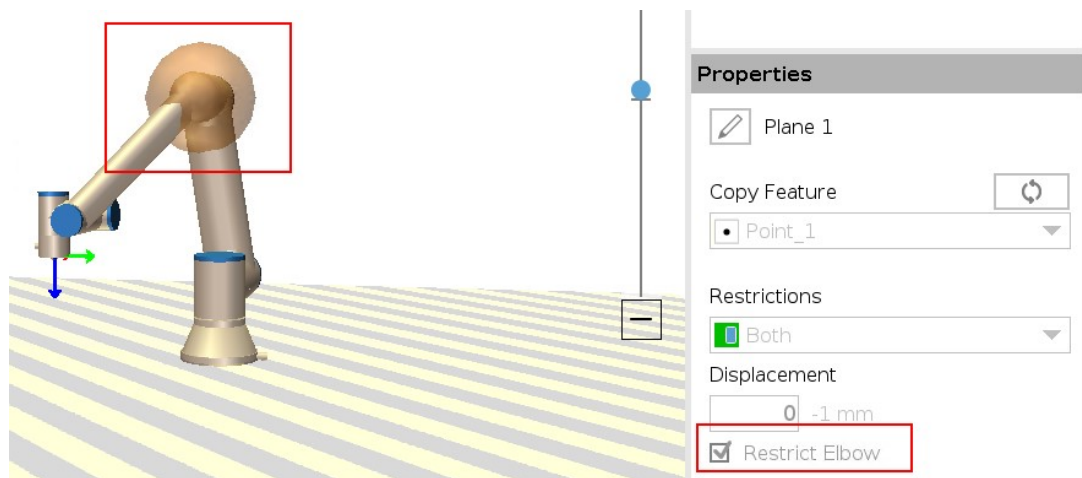 Properties
Plane 1
Copy Feature
Point_1
Restrictions
Both
Displacement
0 -1 mm
Restrict Elbow